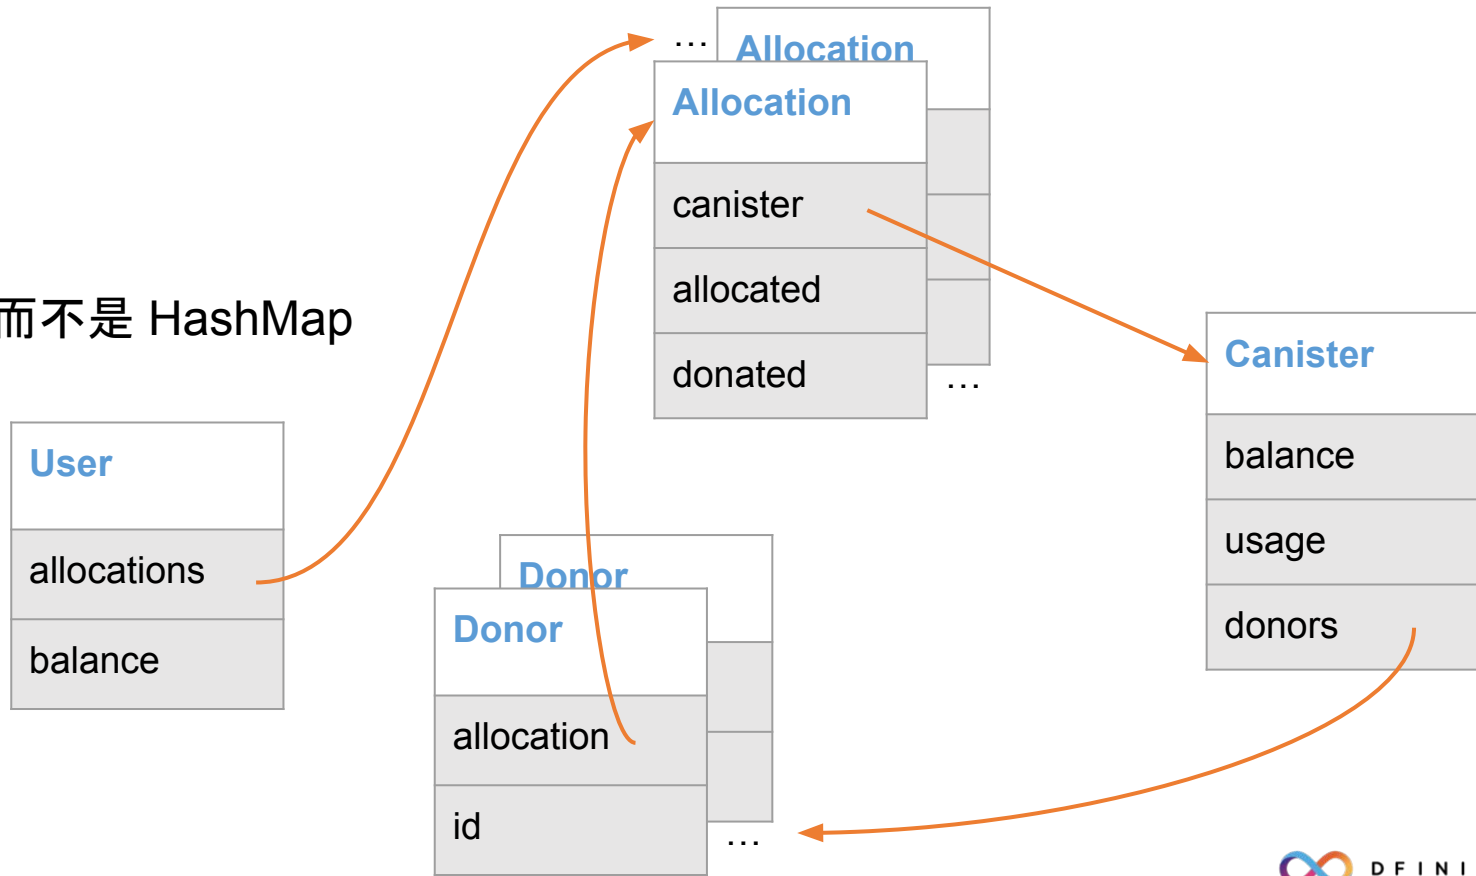 … Allocation
Allocation
canister
allocated
donated
…
而不是 HashMap
Canister
balance
usage
donors
User
allocations
balance
Donor
Donor
allocation
id
…
DFINI